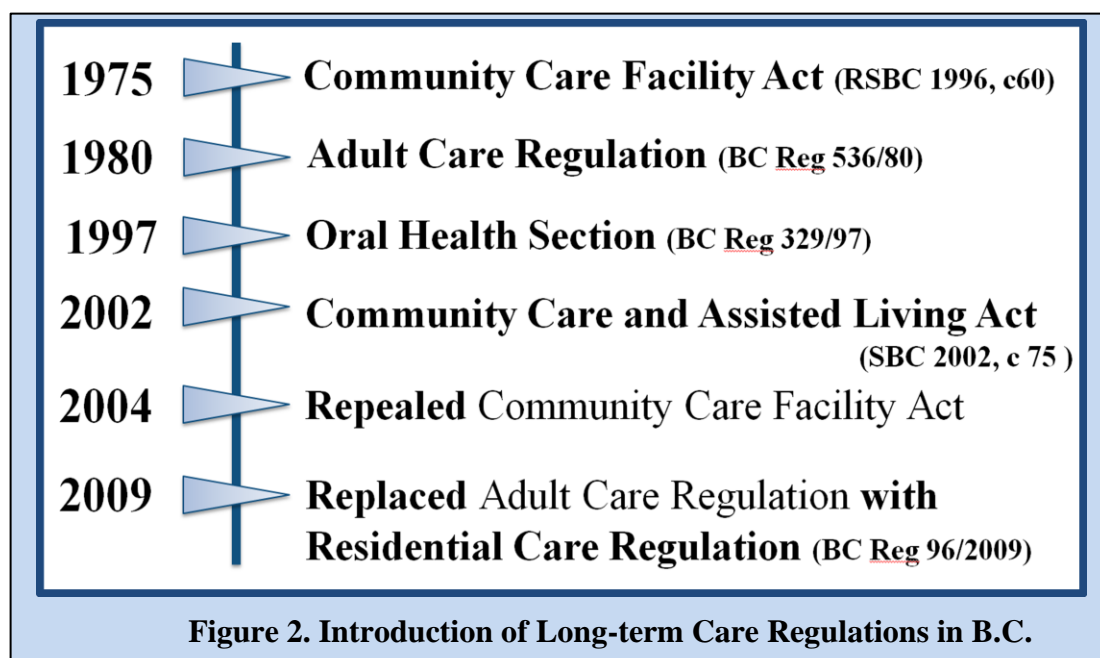 1975 Community Care Facility Act (RSBC 1996, c60)
1980 Adult Care Regulation (BC Reg 536/80)
1997 Oral Health Section (BC Reg 329/97)
2002 Community Care and Assisted Living Act
(SBC 2002, c 75 )
2004 Repealed Community Care Facility Act
2009 Replaced Adult Care Regulation with
Residential Care Regulation (BC Reg 96/2009)
Figure 2. Introduction of Long-term Care Regulations in B.C.